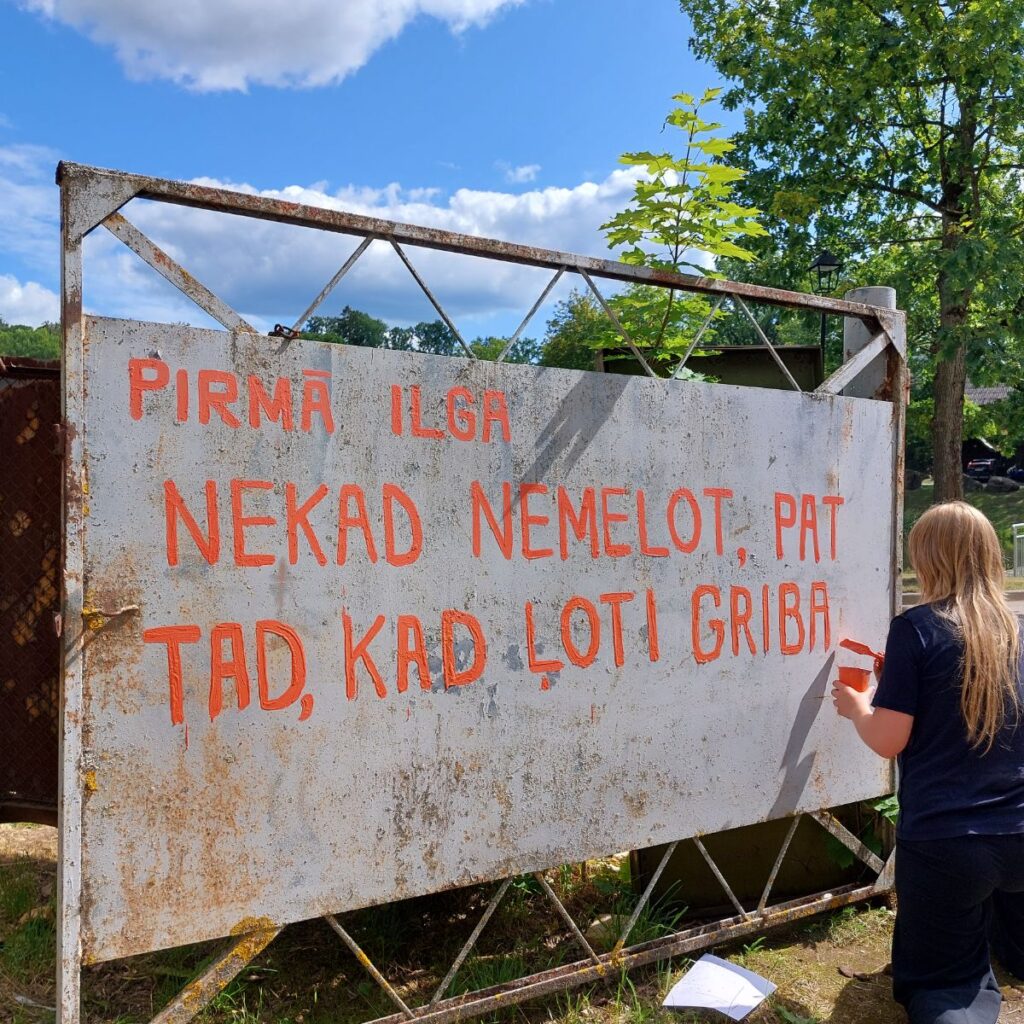 PIRMĀ ILGA
NEKAD NEMELOT, PAT
TAD, KAD ĻOTI GRIBA